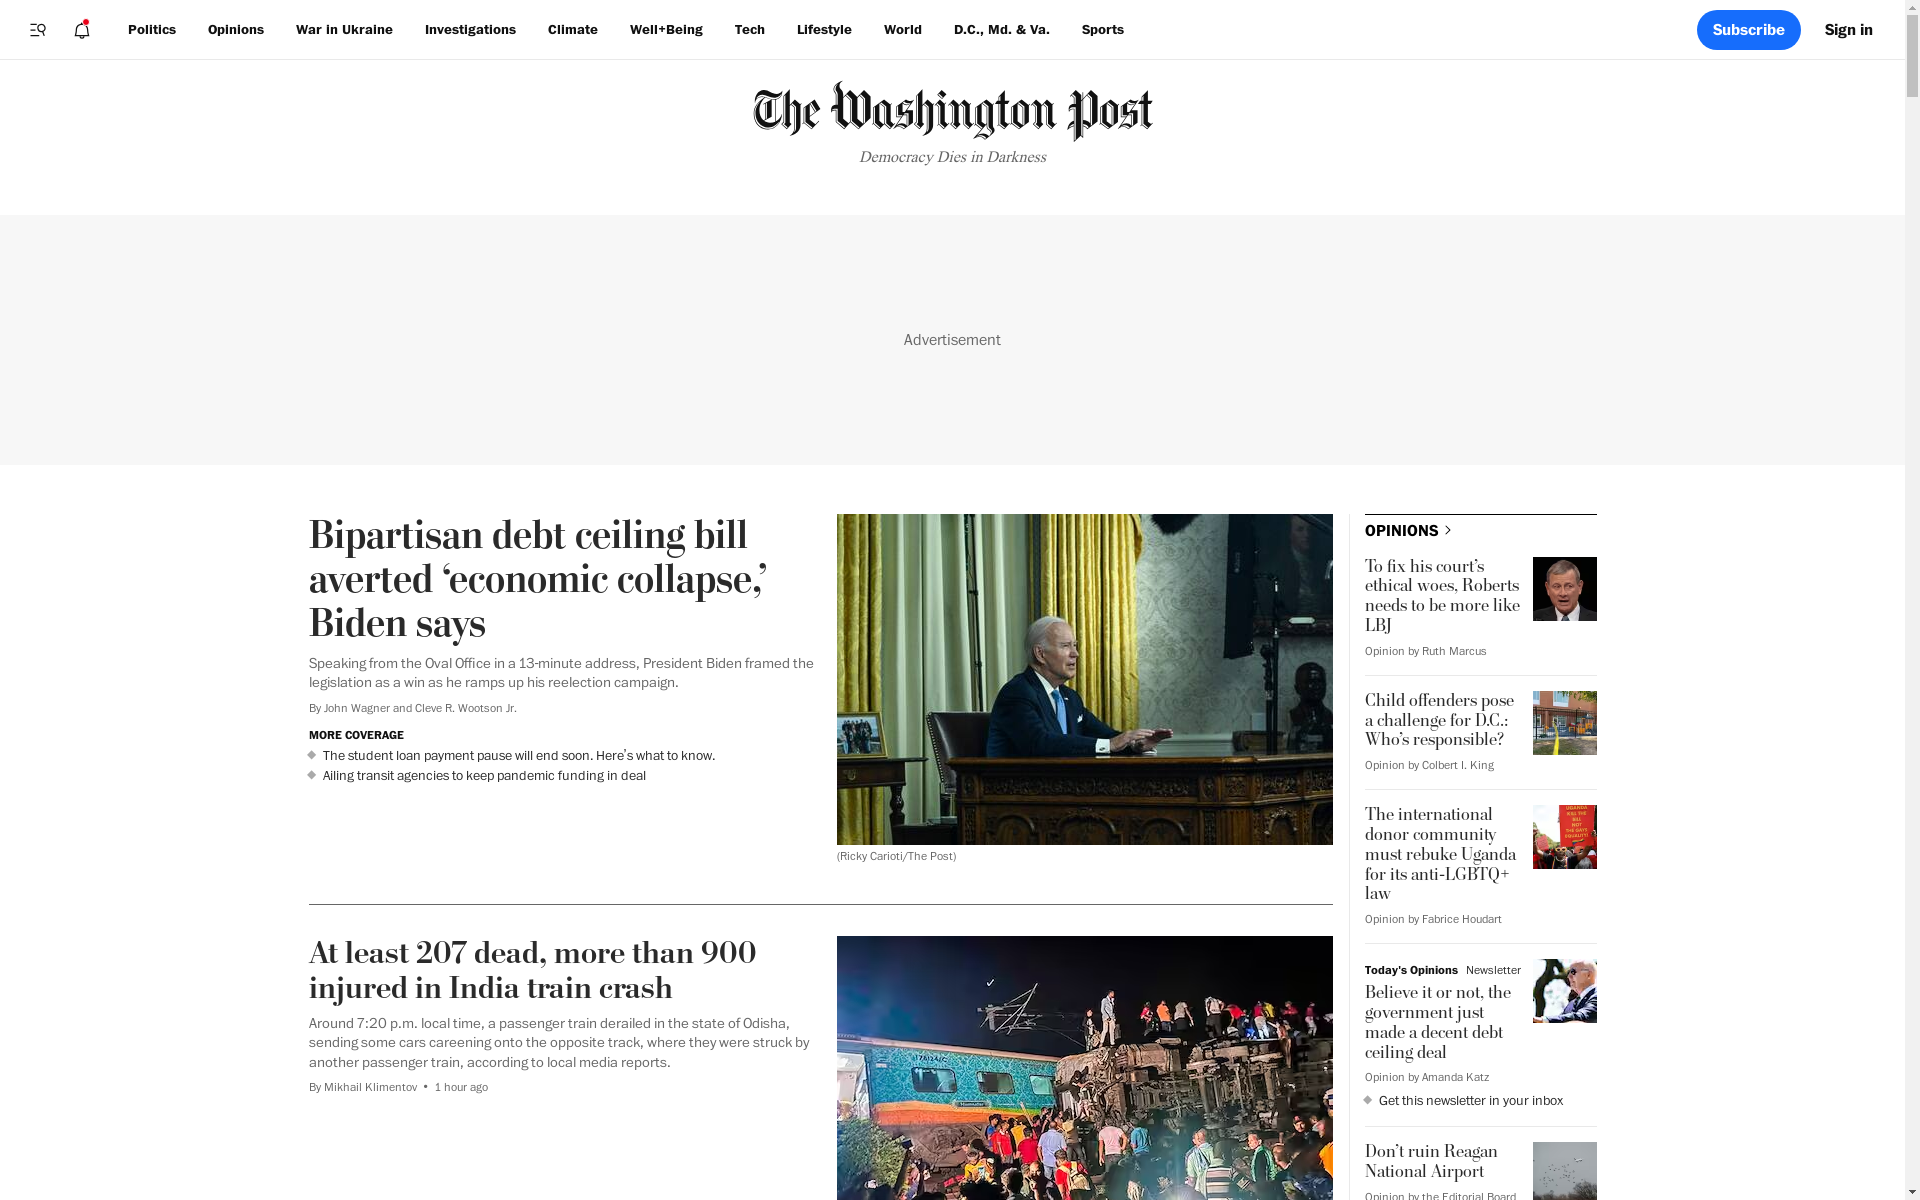 Politics
Opinions
War in Ukraine
Investigations
Climate
Well+Being
Tech
Lifestyle
World
D.C., Md. & Va.
Sports
Subscribe
Sign in
The Washington Post
Democracy Dies in Darkness
Advertisement
Bipartisan debt ceiling bill
averted ‘economic collapse,’
Biden says
Speaking from the Oval Office in a 13-minute address, President Biden framed the
legislation as a win as he ramps up his reelection campaign.
By John Wagner and Cleve R. Wootson Jr.
MORE COVERAGE
The student loan payment pause will end soon. Here’s what to know.
Ailing transit agencies to keep pandemic funding in deal
(Ricky Carioti/The Post)
At least 207 dead, more than 900
injured in India train crash
Around 7:20 p.m. local time, a passenger train derailed in the state of Odisha,
sending some cars careening onto the opposite track, where they were struck by
another passenger train, according to local media reports.
By Mikhail Klimentov • 1 hour ago
OPINIONS
To fix his court’s
ethical woes, Roberts
needs to be more like
LBJ
Opinion by Ruth Marcus
Child offenders pose
a challenge for D.C.:
Who’s responsible?
Opinion by Colbert I. King
The international
donor community
must rebuke Uganda
for its anti-LGBTQ+
law
Opinion by Fabrice Houdart
UGANDA
KILL THE
BILL
NOT
THE GAYS
EQUALITY!
Today’s Opinions Newsletter
Believe it or not, the
government just
made a decent debt
ceiling deal
Opinion by Amanda Katz
Get this newsletter in your inbox
Don’t ruin Reagan
National Airport
Opinion by the Editorial Board